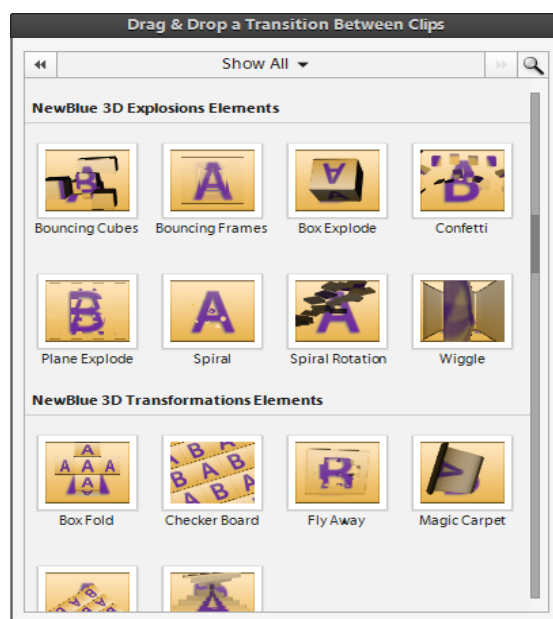 Drag & Drop a Transition Between Clips
Show All
NewBlue 3D Explosions Elements
Bouncing Cubes Bouncing Frames Box Explode Confetti
Plane Explode Spiral Spiral Rotation Wiggle
NewBlue 3D Transformations Elements
Box Fold Checker Board Fly Away Magic Carpet